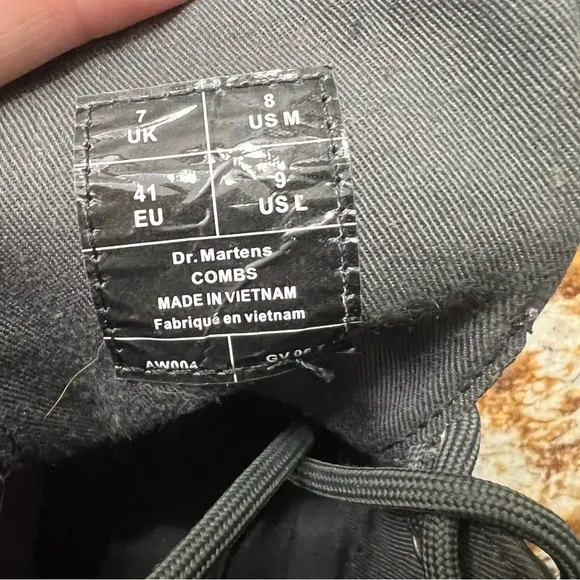 7
UK
8
US M
41
EU
9
US L
Dr. Martens
COMBS
MADE IN VIETNAM
Fabriqué en vietnam
AW004